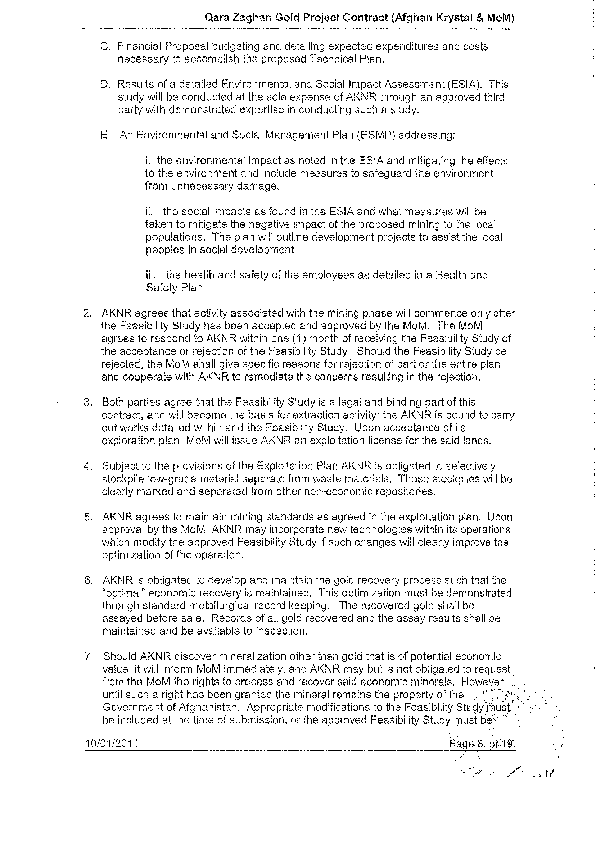 Qara Zaghan Gold Project Contract (Afghan Krystal & MoM)
C. Financial Proposal budgeting and detailing expected expenditures and costs
necessary to accomplish the proposed Technical Plan.
D. Results of a detailed Environmental and Social Impact Assessment (ESIA). This
study will be conducted at the sole expense of AKNR through an approved third
party with demonstrated expertise in conducting such a study.
E. An Environmental and Social Management Plan (ESMP) addressing:
i. the environmental impact as noted in the ESIA and mitigating the effects
to the environment and include measures to safeguard the environment
from unnecessary damage.
ii. the social impacts as found in the ESIA and what measures will be
taken to mitigate the negative impact of the proposed mining to the local
populations. The plan will outline development projects to assist the local
peoples in social development
iii. the health and safety of the employees as detailed in a Health and
Safety Plan
2. AKNR agrees that activity associated with the mining phase will commence only after
the Feasibility Study has been accepted and approved by the MoM. The MoM
agrees to respond to AKNR within one (1) month of receiving the Feasibility Study of
the acceptance or rejection of the Feasibility Study. Should the Feasibility Study be
rejected, the MoM shall give specific reasons for rejection of part or the entire plan
and cooperate with AKNR to remediate the concerns resulting in the rejection.
3. Both parties agree that the Feasibility Study is a legal and binding part of this
contract, and will become the basis for extraction activity; the AKNR is bound to carry
out works detailed within and the Feasibility Study. Upon acceptance of its
exploration plan, MoM will issue AKNR an exploitation license for the said lands.
4. Subject to the provisions of the Exploitation Plan AKNR is obligated to selectively
stockpile low-grade material separate from waste materials. Those stockpiles will be
clearly marked and separated from other non-economic repositories.
5. AKNR agrees to maintain mining standards as agreed in the exploitation plan. Upon
approval by the MoM, AKNR may incorporate new technologies within its operations
which modify the approved Feasibility Study if such changes will clearly improve the
optimization of the operation.
6. AKNR is obligated to develop and maintain the gold recovery process such that the
"optimal" economic recovery is maintained. This optimization must be demonstrated
through standard metallurgical record keeping. The recovered gold shall be
assayed before sale. Records of all gold recovered and the assay results shall be
maintained and be available to inspection.
7. Should AKNR discover mineralization other than gold that is of potential economic
value, it will inform MoM immediately, and AKNR may but is not obligated to request
from the MoM the rights to process and recover said economic minerals. However
until such a right has been granted the mineral remains the property of the
Government of Afghanistan. Appropriate modifications to the Feasibility Study must
be included at the time of submission, or the approved Feasibility Study must be
Page 8 of 19